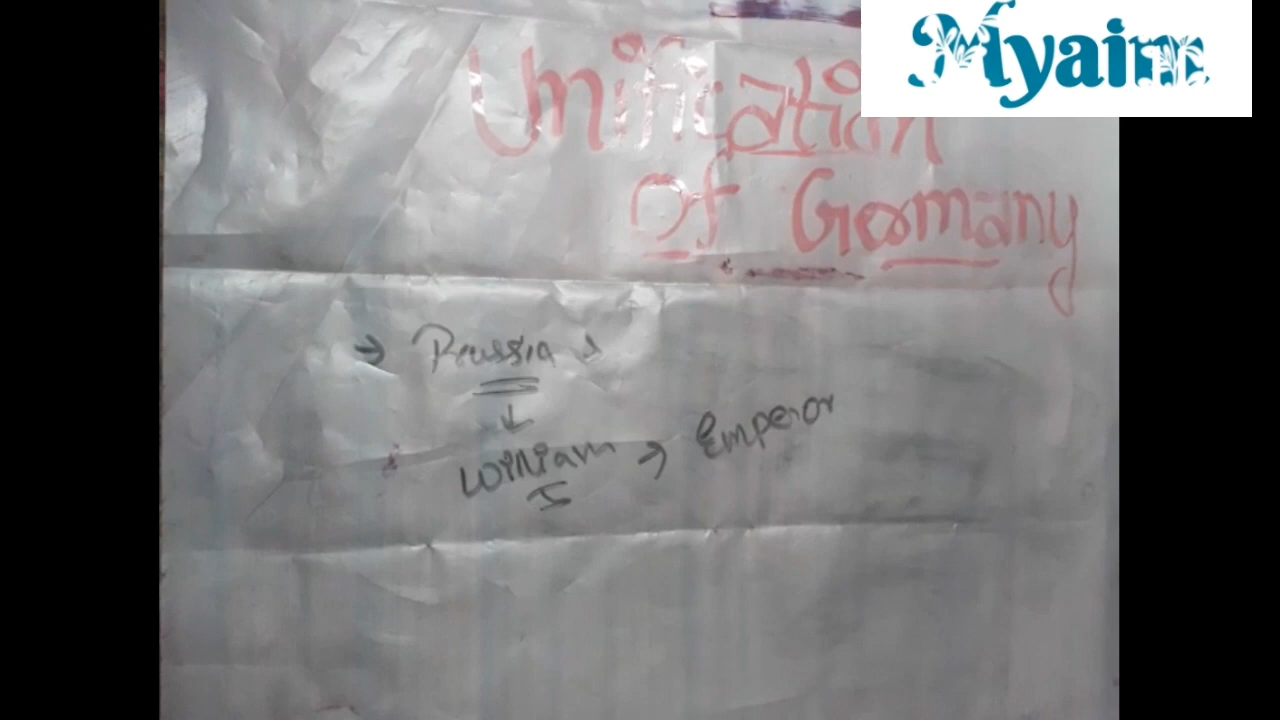 Myaim
Unification
Of Germany
→ Prussia
↓
William → Emperor
I